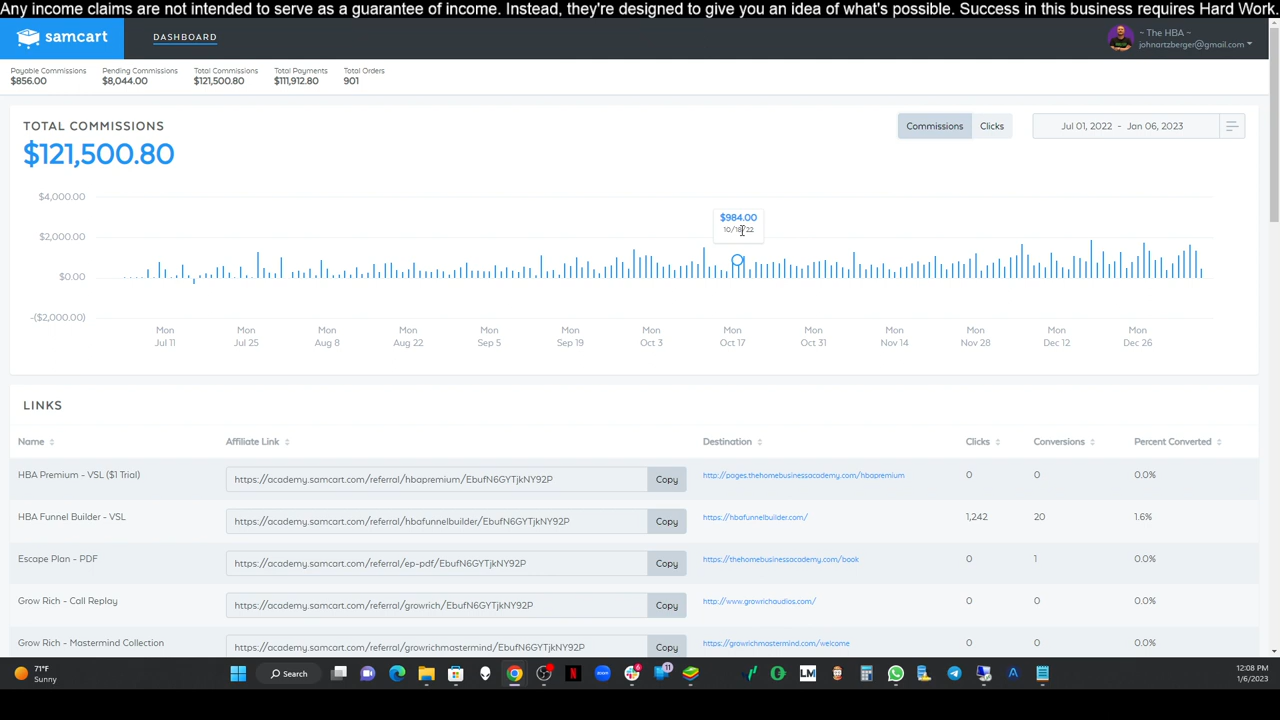 Any income claims are not intended to serve as a guarantee of income. Instead, they're designed to give you an idea of what's possible. Success in this business requires Hard Work.
samcart
DASHBOARD
~ The HBA ~
johnartzberger@gmail.com
Payable Commissions Pending Commissions Total Commissions Total Payments Total Orders
$856.00 $8,044.00 $121,500.80 $111,912.80 901
TOTAL COMMISSIONS
$121,500.80
Commissions Clicks Jul 01, 2022 - Jan 06, 2023
$4,000.00
$984.00
10/18/22
$2,000.00
$0.00
-($2,000.00)
Mon Mon Mon Mon Mon Mon Mon Mon Mon Mon Mon Mon Mon
Jul 11 Jul 25 Aug 8 Aug 22 Sep 5 Sep 19 Oct 3 Oct 17 Oct 31 Nov 14 Nov 28 Dec 12 Dec 26
LINKS
Name Affiliate Link Destination Clicks Conversions Percent Converted
HBA Premium - VSL ($1 Trial) https://academy.samcart.com/referral/hbapremium/EbufN6GYTjkNY92P Copy http://pages.thehomebusinessacademy.com/hbapremium 0 0 0.0%
HBA Funnel Builder - VSL https://academy.samcart.com/referral/hbafunnelbuilder/EbufN6GYTjkNY92P Copy https://hbafunnelbuilder.com/ 1,242 20 1.6%
Escape Plan - PDF https://academy.samcart.com/referral/ep-pdf/EbufN6GYTjkNY92P Copy https://thehomebusinessacademy.com/book 0 1 0.0%
Grow Rich - Call Replay https://academy.samcart.com/referral/growrich/EbufN6GYTjkNY92P Copy http://www.growrichaudios.com/ 0 0 0.0%
Grow Rich - Mastermind Collection https://academy.samcart.com/referral/growrichmastermind/EbufN6GYTjkNY92P Copy https://growrichmastermind.com/welcome 0 0 0.0%
71°F
Sunny
Search
LM
12:08 PM
1/6/2023